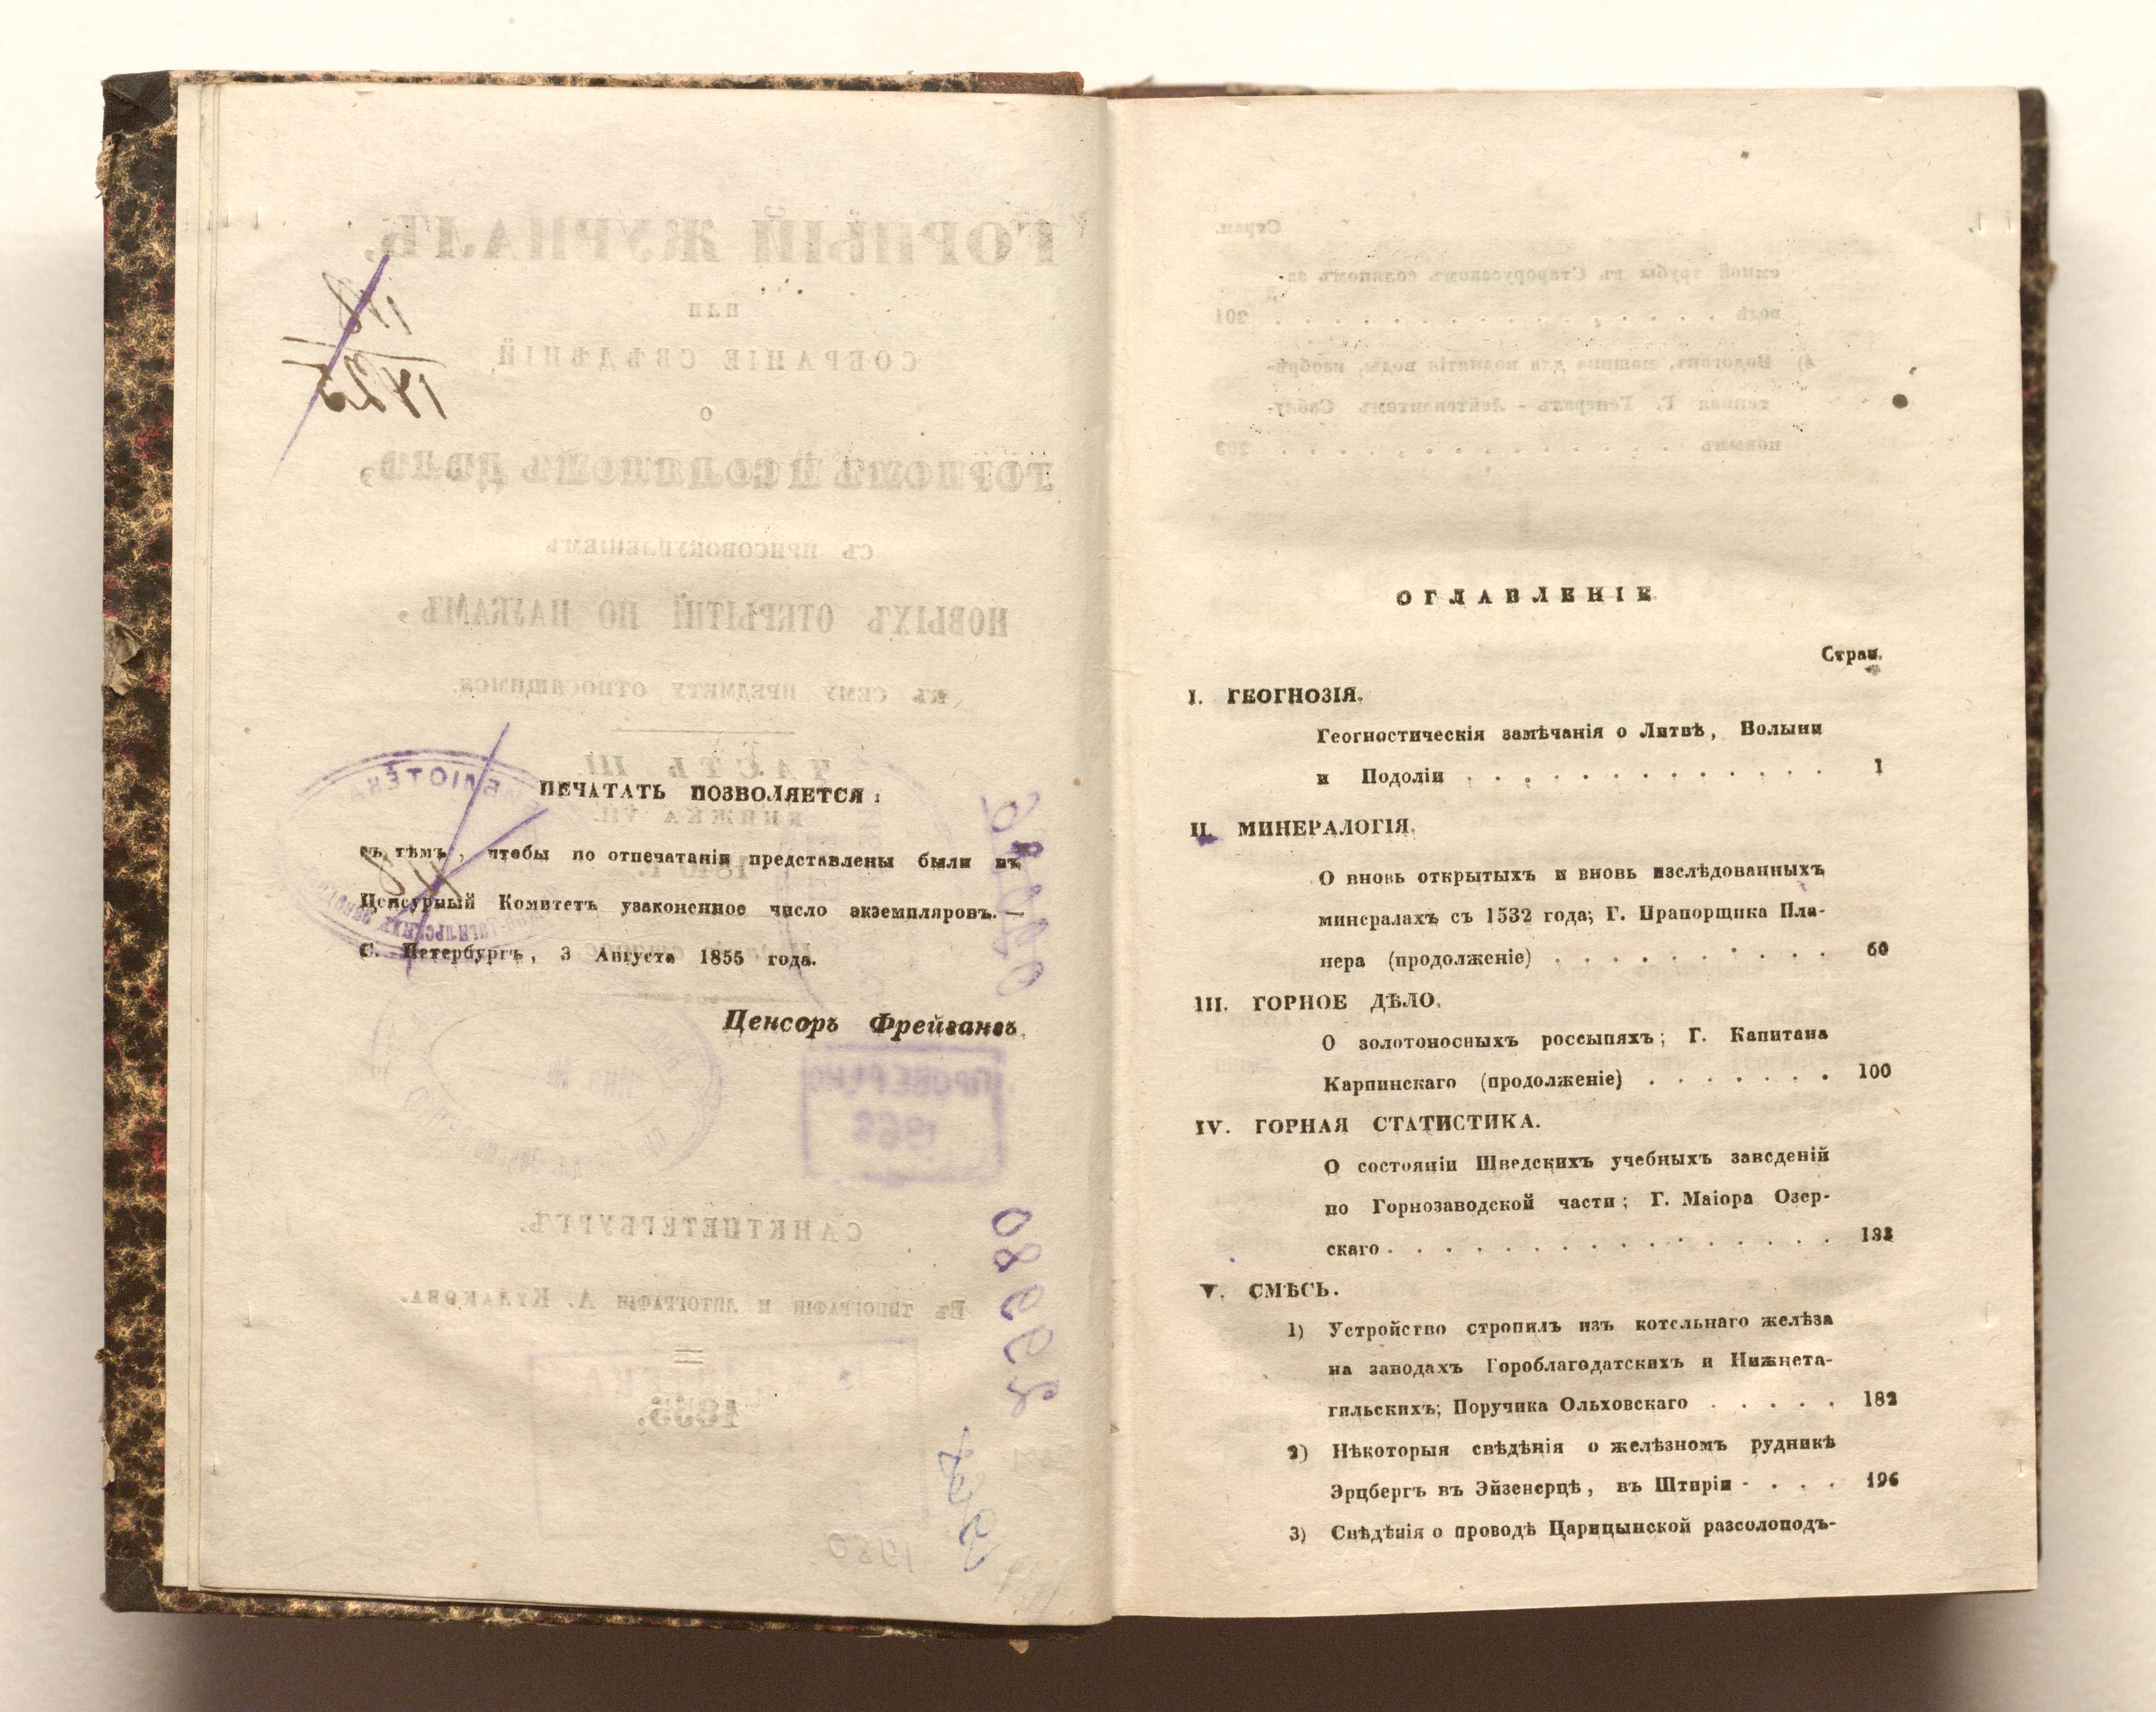 ПЕЧАТАТЬ ПОЗВОЛЯЕТСЯ:
съ тѣмъ, чтобы по отпечатаніи представлены были въ
Ценсурный Комитетъ узаконенное число экземпляровъ. —
С. Петербургъ, 3 Августа 1855 года.
Ценсоръ Фрейгангъ.
ОГЛАВЛЕНІЕ
Стран.
I. ГЕОГНОЗІЯ.
Геогностическія замѣчанія о Литвѣ, Волыни
и Подоліи . . . . . . . . . . . . . 1
II. МИНЕРАЛОГІЯ.
О вновь открытыхъ и вновь изслѣдованныхъ
минералахъ съ 1532 года; Г. Прапорщика Пла-
нера (продолженіе) . . . . . . . . . . 60
III. ГОРНОЕ ДѢЛО.
О золотоносныхъ россыпяхъ; Г. Капитана
Карпинскаго (продолженіе) . . . . . . . 100
IV. ГОРНАЯ СТАТИСТИКА.
О состояніи Шведскихъ учебныхъ заведеній
по Горнозаводской части; Г. Маіора Озер-
скаго . . . . . . . . . . . . . . . 132
V. СМѢСЬ.
1) Устройство стропилъ изъ котельнаго желѣза
на заводахъ Гороблагодатскихъ и Нижнета-
гильскихъ; Поручика Ольховскаго . . . . . 182
2) Нѣкоторыя свѣдѣнія о желѣзномъ рудникѣ
Эрцбергъ въ Эйзенерцѣ, въ Штиріи . . . . 196
3) Свѣдѣнія о проводѣ Царицынской разсолоподъ-